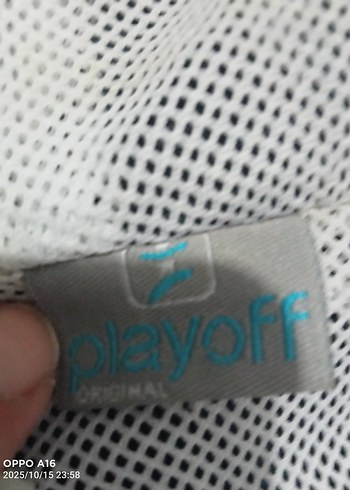 playoff
ORIGINAL
OPPO A16
2025/10/15 23:58